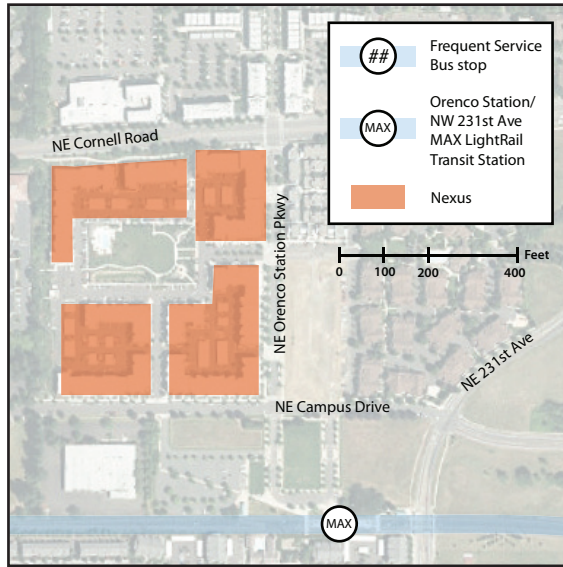 ##
Frequent Service
Bus stop
MAX
Orenco Station/
NW 231st Ave
MAX LightRail
Transit Station
Nexus
Feet
0 100 200 400
NE Cornell Road
NE Orenco Station Pkwy
NE 231st Ave
NE Campus Drive
MAX